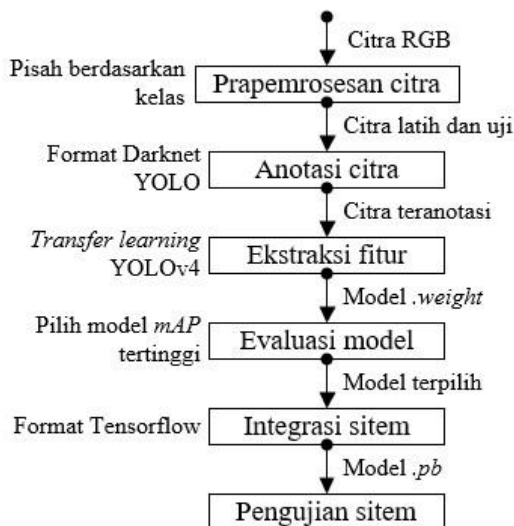 Citra RGB
Pisah berdasarkan
kelas
Prapemrosesan citra
Citra latih dan uji
Format Darknet
YOLO
Anotasi citra
Citra teranotasi
Transfer learning
YOLOv4
Ekstraksi fitur
Model .weight
Pilih model mAP
tertinggi
Evaluasi model
Model terpilih
Format Tensorflow
Integrasi sitem
Model .pb
Pengujian sitem